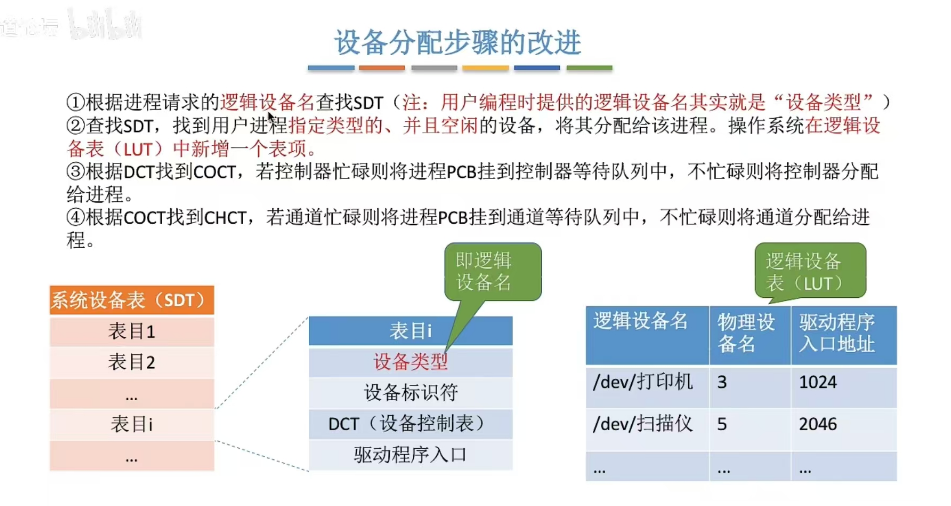 bilibili
设备分配步骤的改进
①根据进程请求的逻辑设备名查找SDT（注：用户编程时提供的逻辑设备名其实就是“设备类型”）
②查找SDT，找到用户进程指定类型的、并且空闲的设备，将其分配给该进程。操作系统在逻辑设
备表（LUT）中新增一个表项。
③根据DCT找到COCT，若控制器忙碌则将进程PCB挂到控制器等待队列中，不忙碌则将控制器分配
给进程。
④根据COCT找到CHCT，若通道忙碌则将进程PCB挂到通道等待队列中，不忙碌则将通道分配给进
程。
即逻辑
设备名
逻辑设备
表（LUT）
系统设备表（SDT）
表目1
表目2
...
表目i
...
表目i
设备类型
设备标识符
DCT（设备控制表）
驱动程序入口
逻辑设备名 物理设备名 驱动程序入口地址
/dev/打印机 3 1024
/dev/扫描仪 5 2046
... ... ...